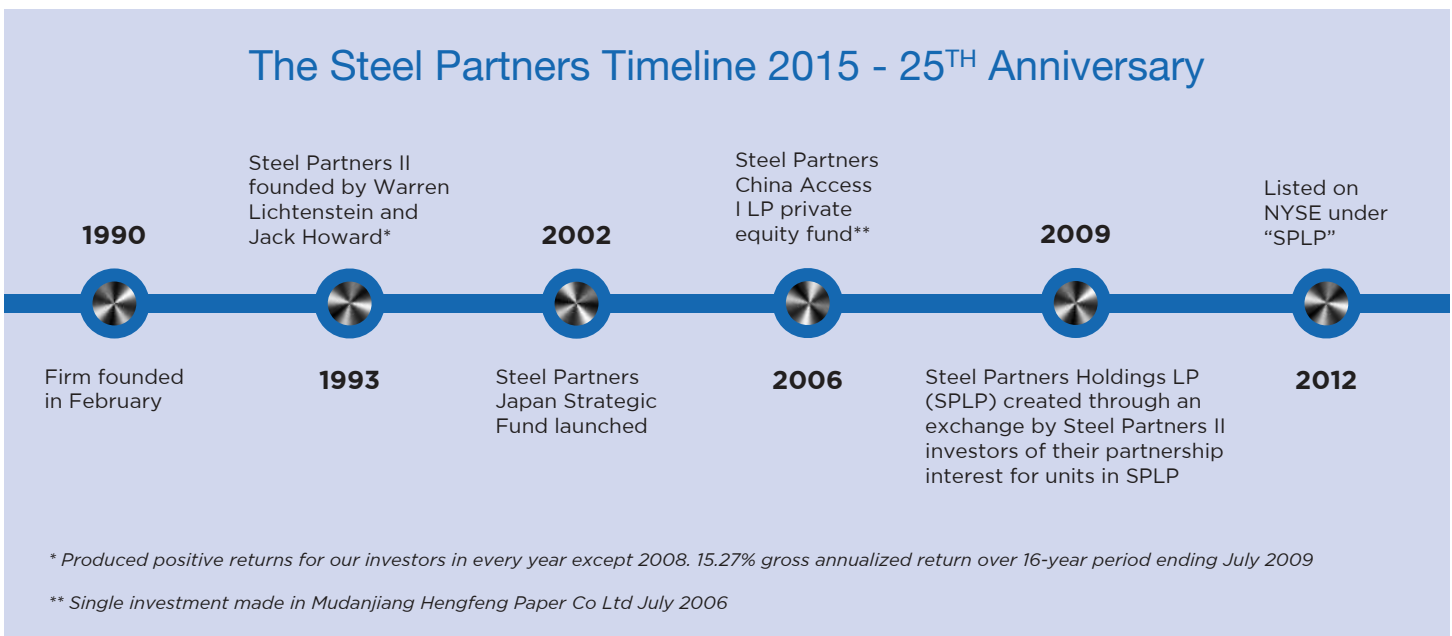 The Steel Partners Timeline 2015 - 25TH Anniversary
1990
Firm founded
in February
Steel Partners II
founded by Warren
Lichtenstein and
Jack Howard*
1993
2002
Steel Partners
Japan Strategic
Fund launched
Steel Partners
China Access
I LP private
equity fund**
2006
2009
Steel Partners Holdings LP
(SPLP) created through an
exchange by Steel Partners II
investors of their partnership
interest for units in SPLP
Listed on
NYSE under
“SPLP”
2012
* Produced positive returns for our investors in every year except 2008. 15.27% gross annualized return over 16-year period ending July 2009
** Single investment made in Mudanjiang Hengfeng Paper Co Ltd July 2006